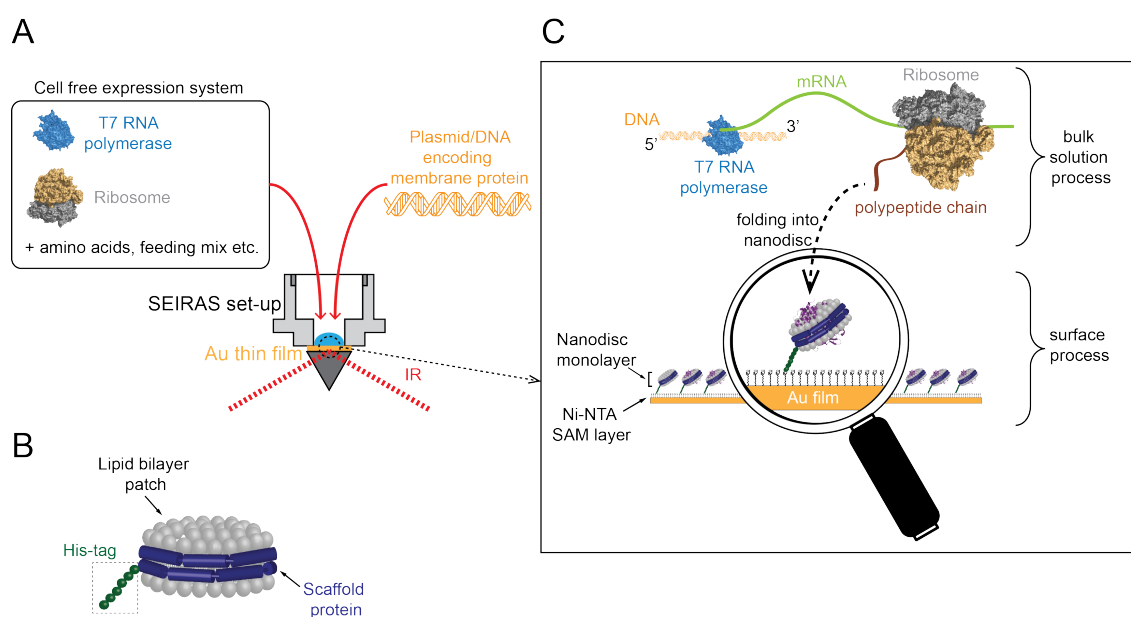 A
Cell free expression system
T7 RNA
polymerase
Ribosome
+ amino acids, feeding mix etc.
Plasmid/DNA
encoding
membrane protein
SEIRAS set-up
Au thin film
IR
B
Lipid bilayer
patch
His-tag
Scaffold
protein
C
DNA
5’
3’
T7 RNA
polymerase
mRNA
Ribosome
polypeptide chain
bulk
solution
process
folding into
nanodisc
Nanodisc
monolayer
Ni-NTA
SAM layer
Au film
surface
process